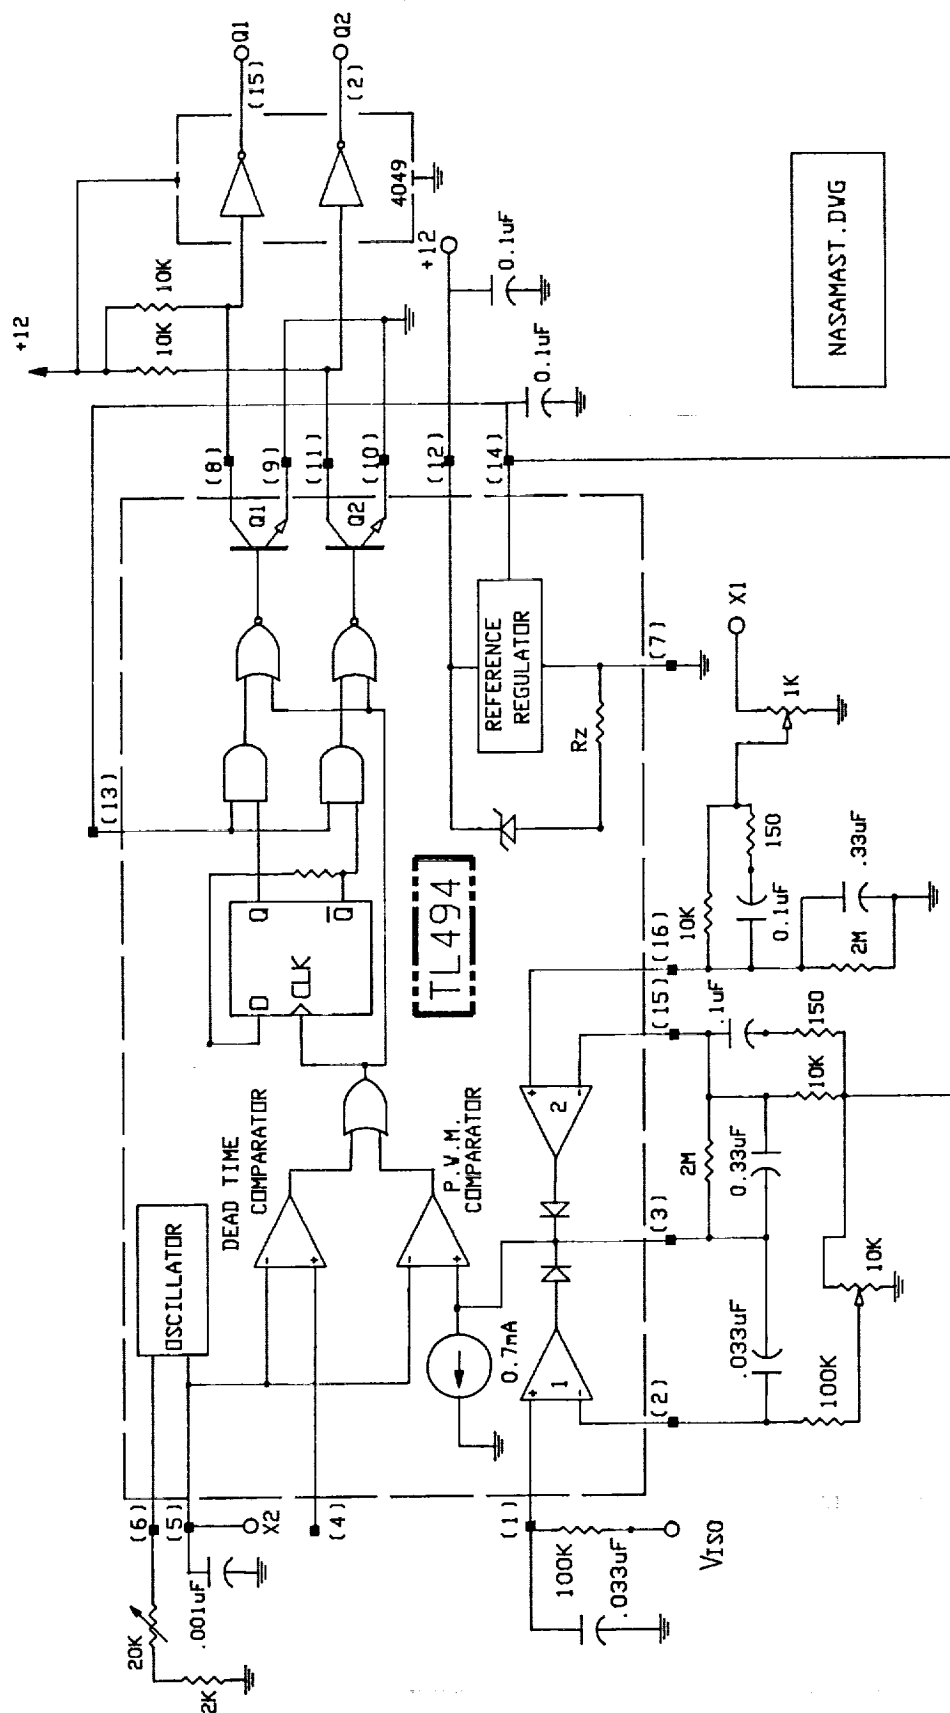 +12
10K
10K
(15)
Q1
(2)
Q2
4049
+12
0.1uF
0.1uF
NASAMAST.DWG
(8)
(9)
(11)
(10)
(12)
(14)
Q1
Q2
(13)
REFERENCE
REGULATOR
Rz
(7)
TL494
D
Q
CLK
Q̅
DEAD TIME
COMPARATOR
P.W.M.
COMPARATOR
OSCILLATOR
0.7mA
+
-
1
+
-
2
-
+
-
+
(6)
(5)
X2
(4)
(1)
(2)
(3)
(15)
(16)
20K
2K
.001uF
100K
.033uF
VISO
.033uF
100K
10K
2M
0.33uF
10K
.1uF
150
10K
0.1uF
150
2M
.33uF
1K
X1